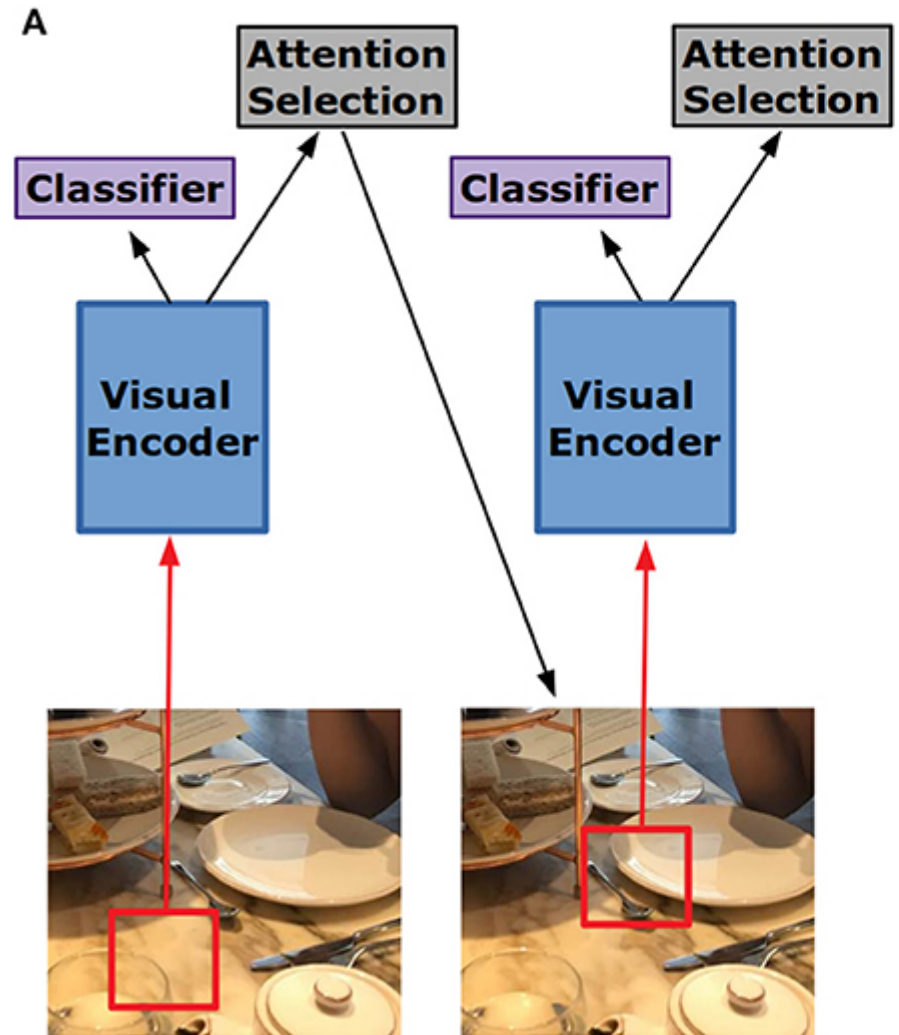 A
Attention
Selection
Attention
Selection
Classifier
Classifier
Visual
Encoder
Visual
Encoder